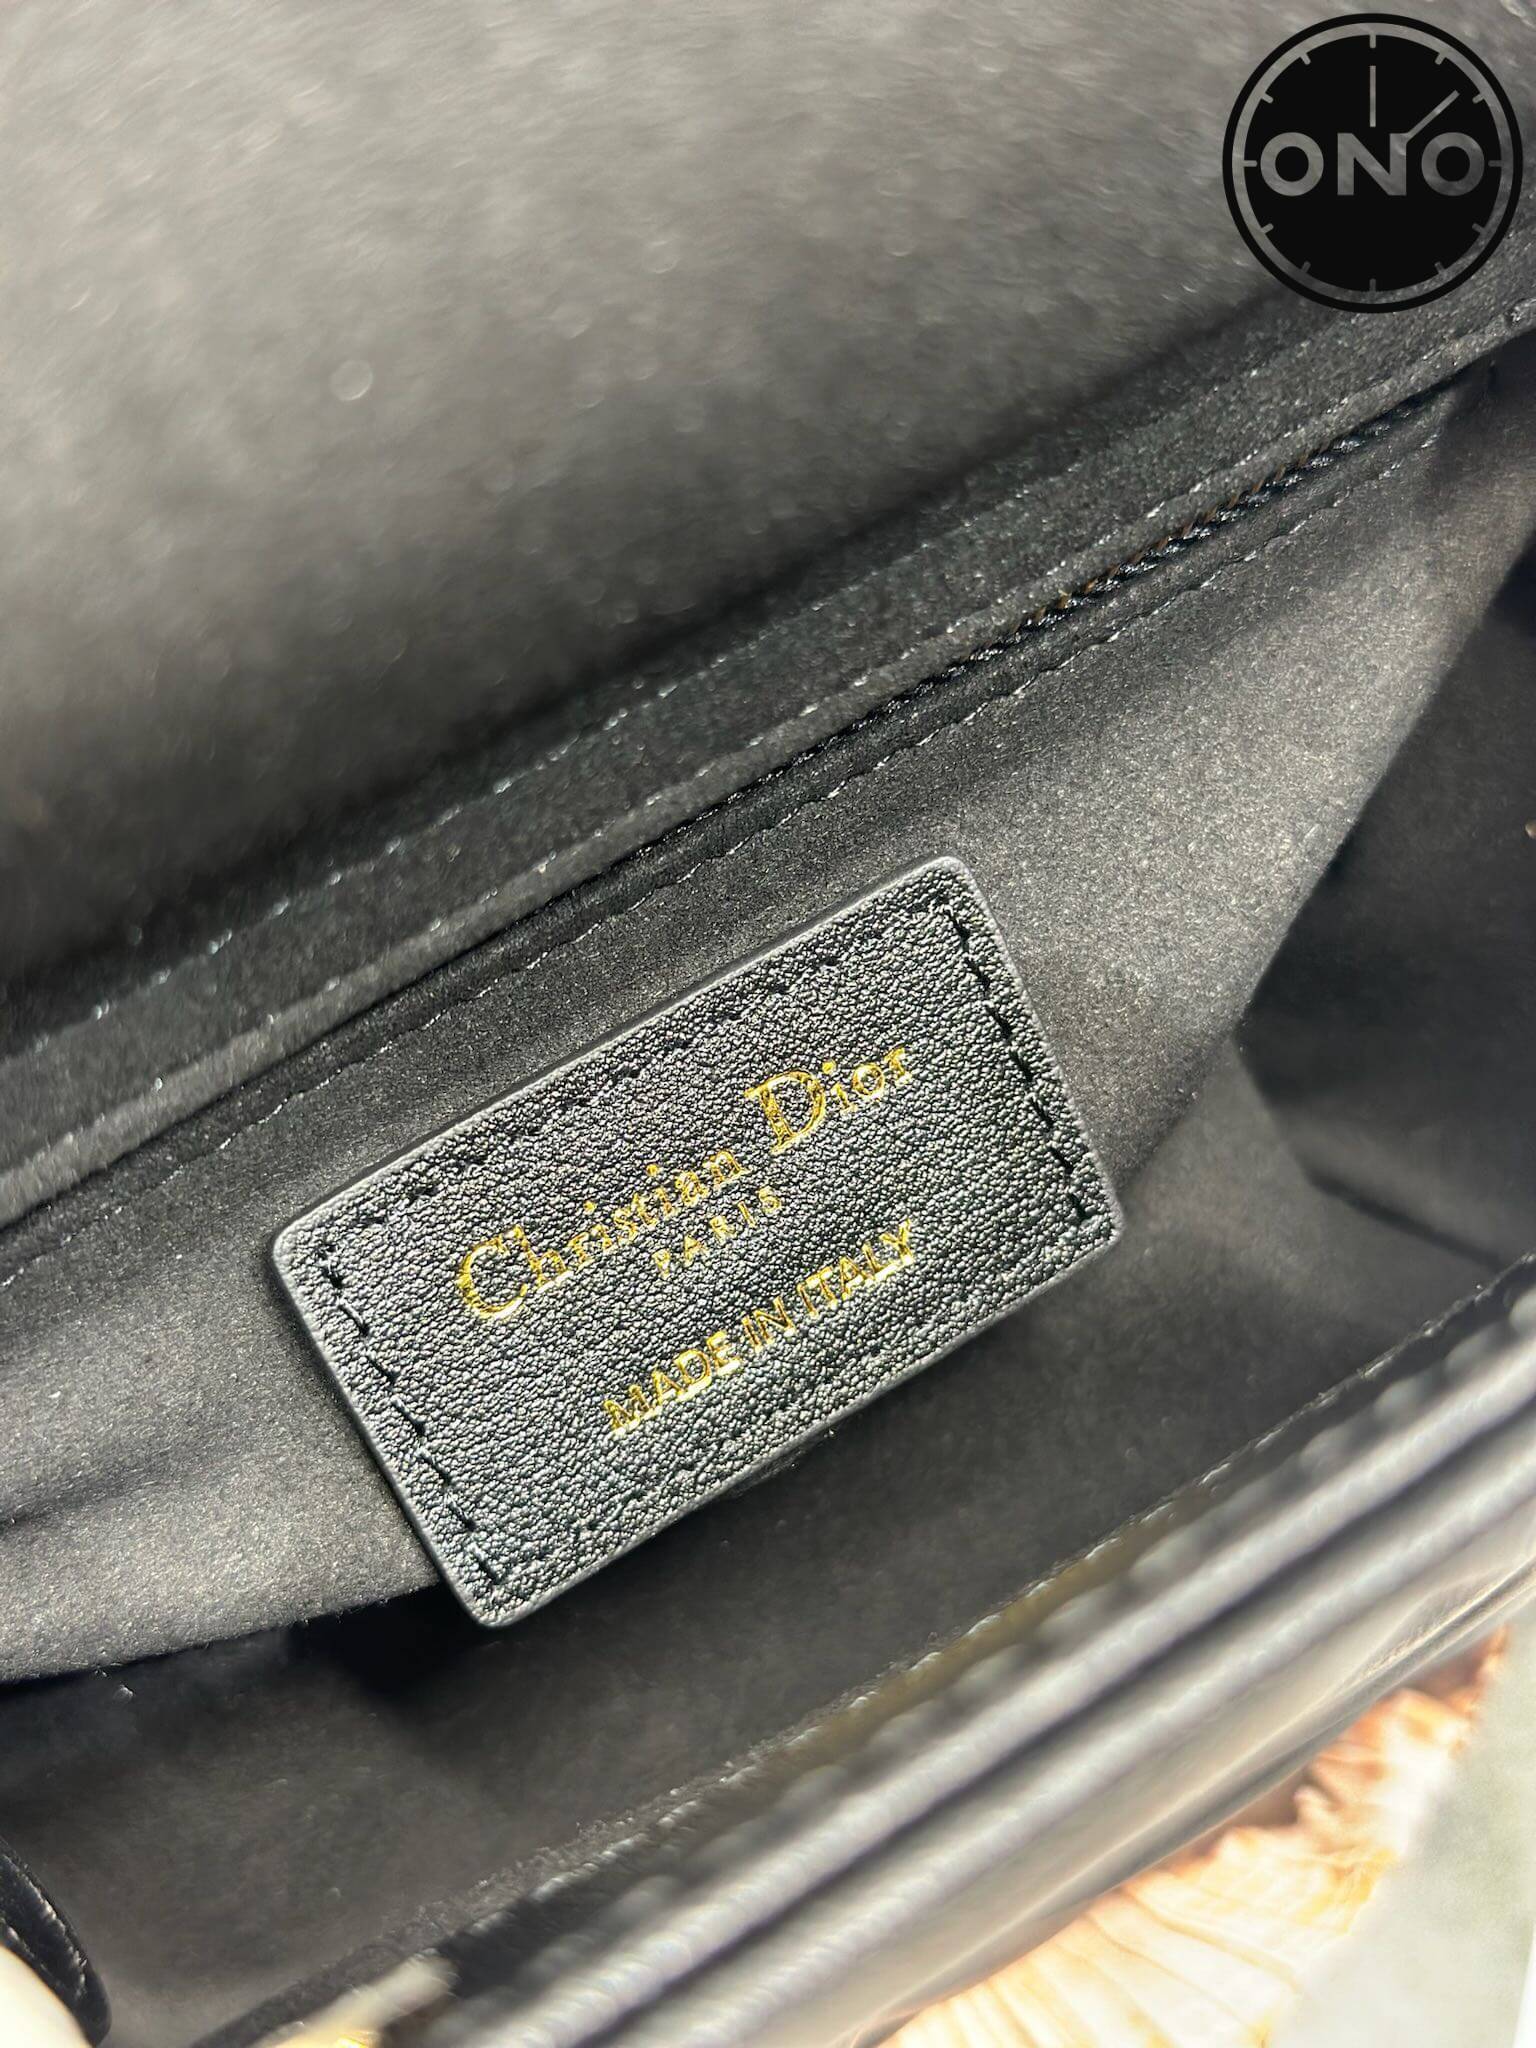 ONO
Christian Dior
PARIS
MADE IN ITALY